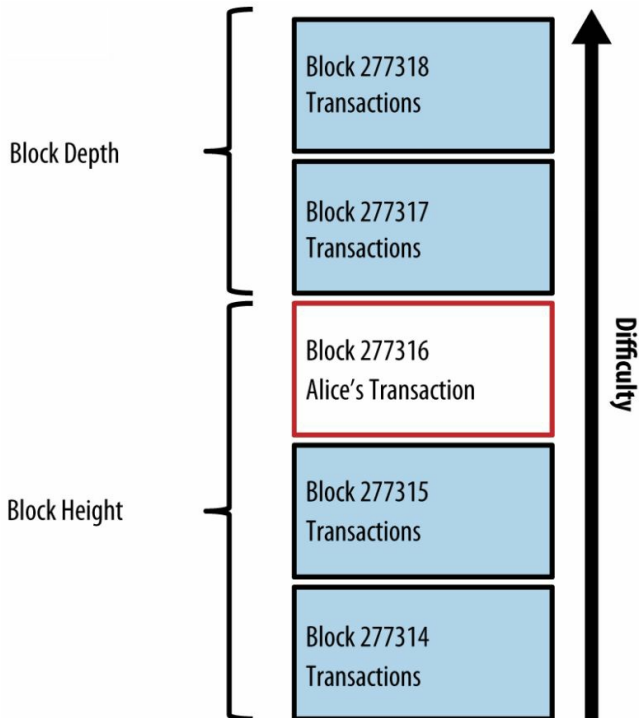 Block 277318
Transactions
Block Depth
Block 277317
Transactions
Block 277316
Alice’s Transaction
Difficulty
Block 277315
Transactions
Block Height
Block 277314
Transactions